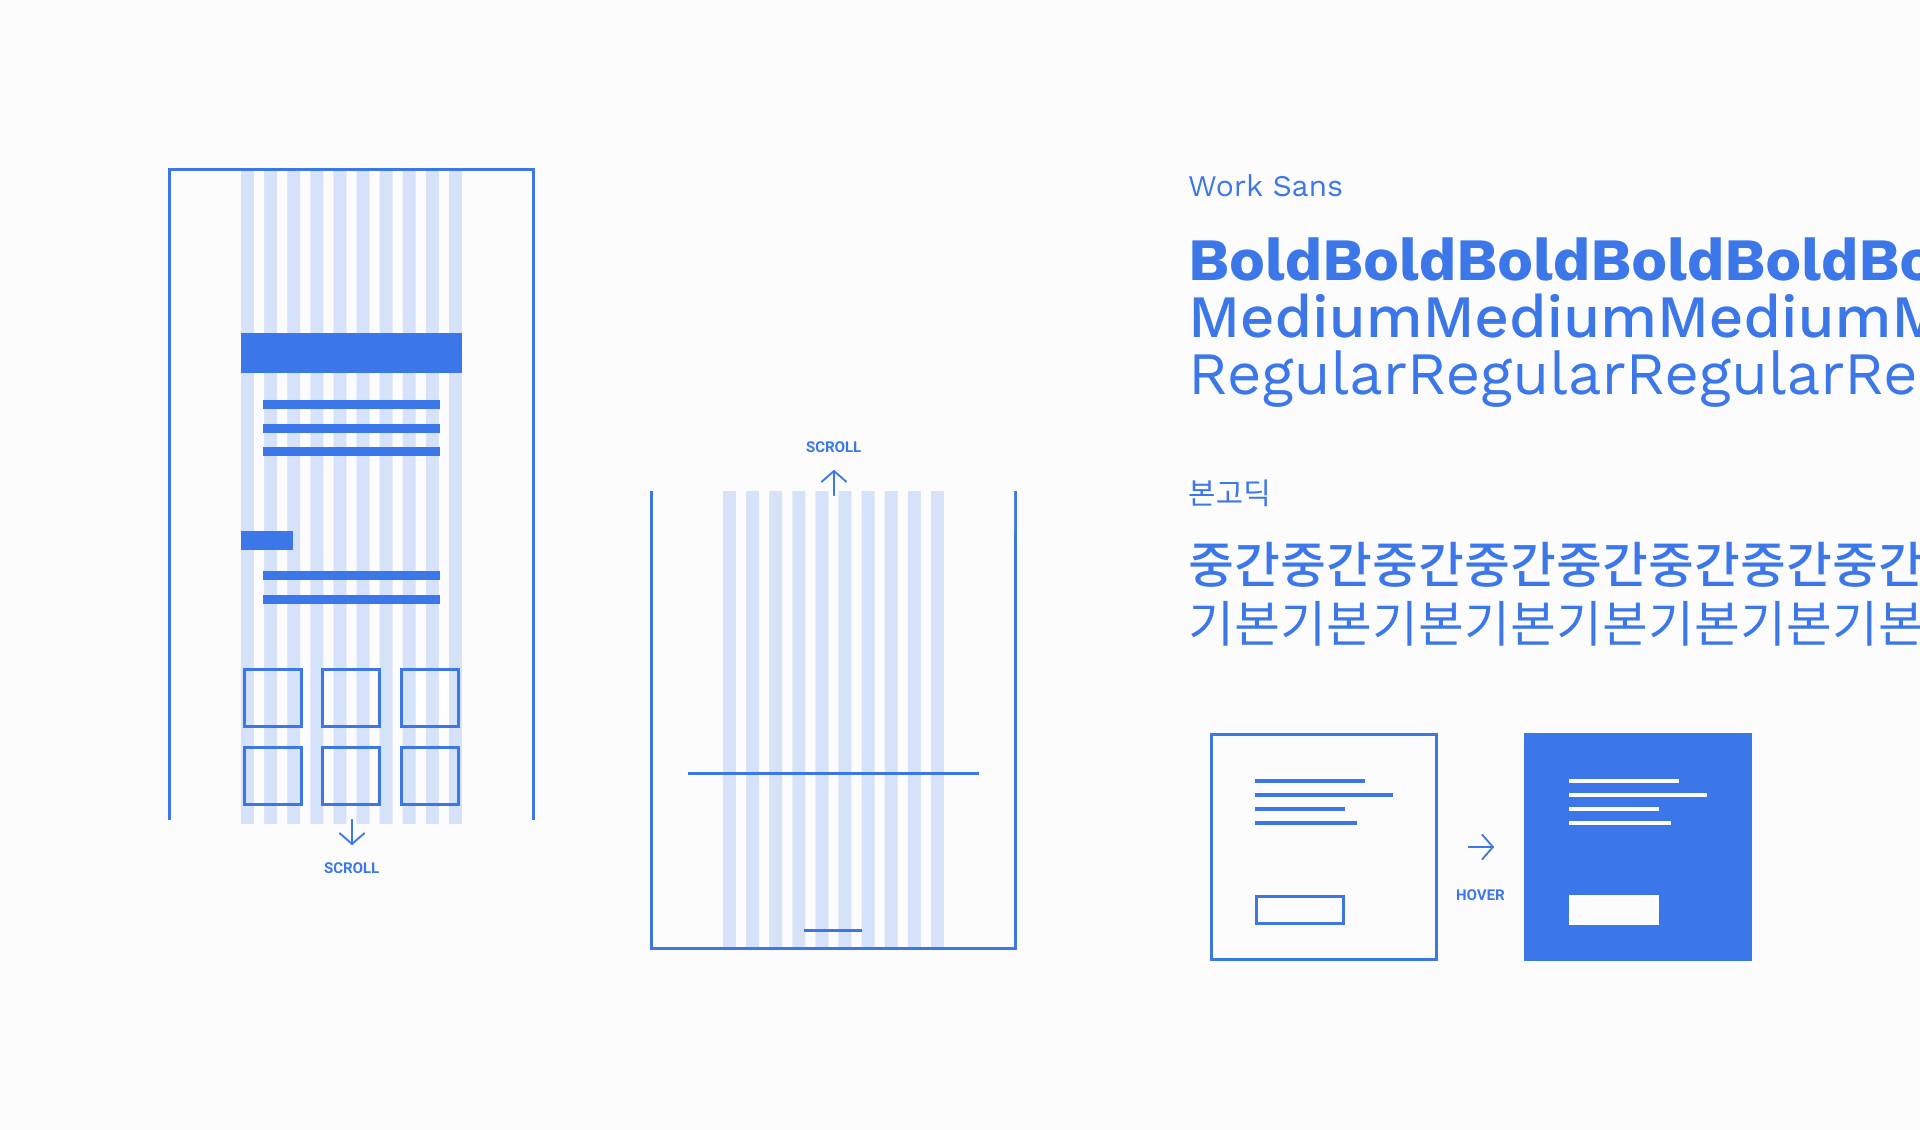 SCROLL
SCROLL
Work Sans
BoldBoldBoldBoldBoldBo
MediumMediumMediumM
RegularRegularRegularRe
본고딕
중간중간중간중간중간중간중간중간
기본기본기본기본기본기본기본기본
HOVER